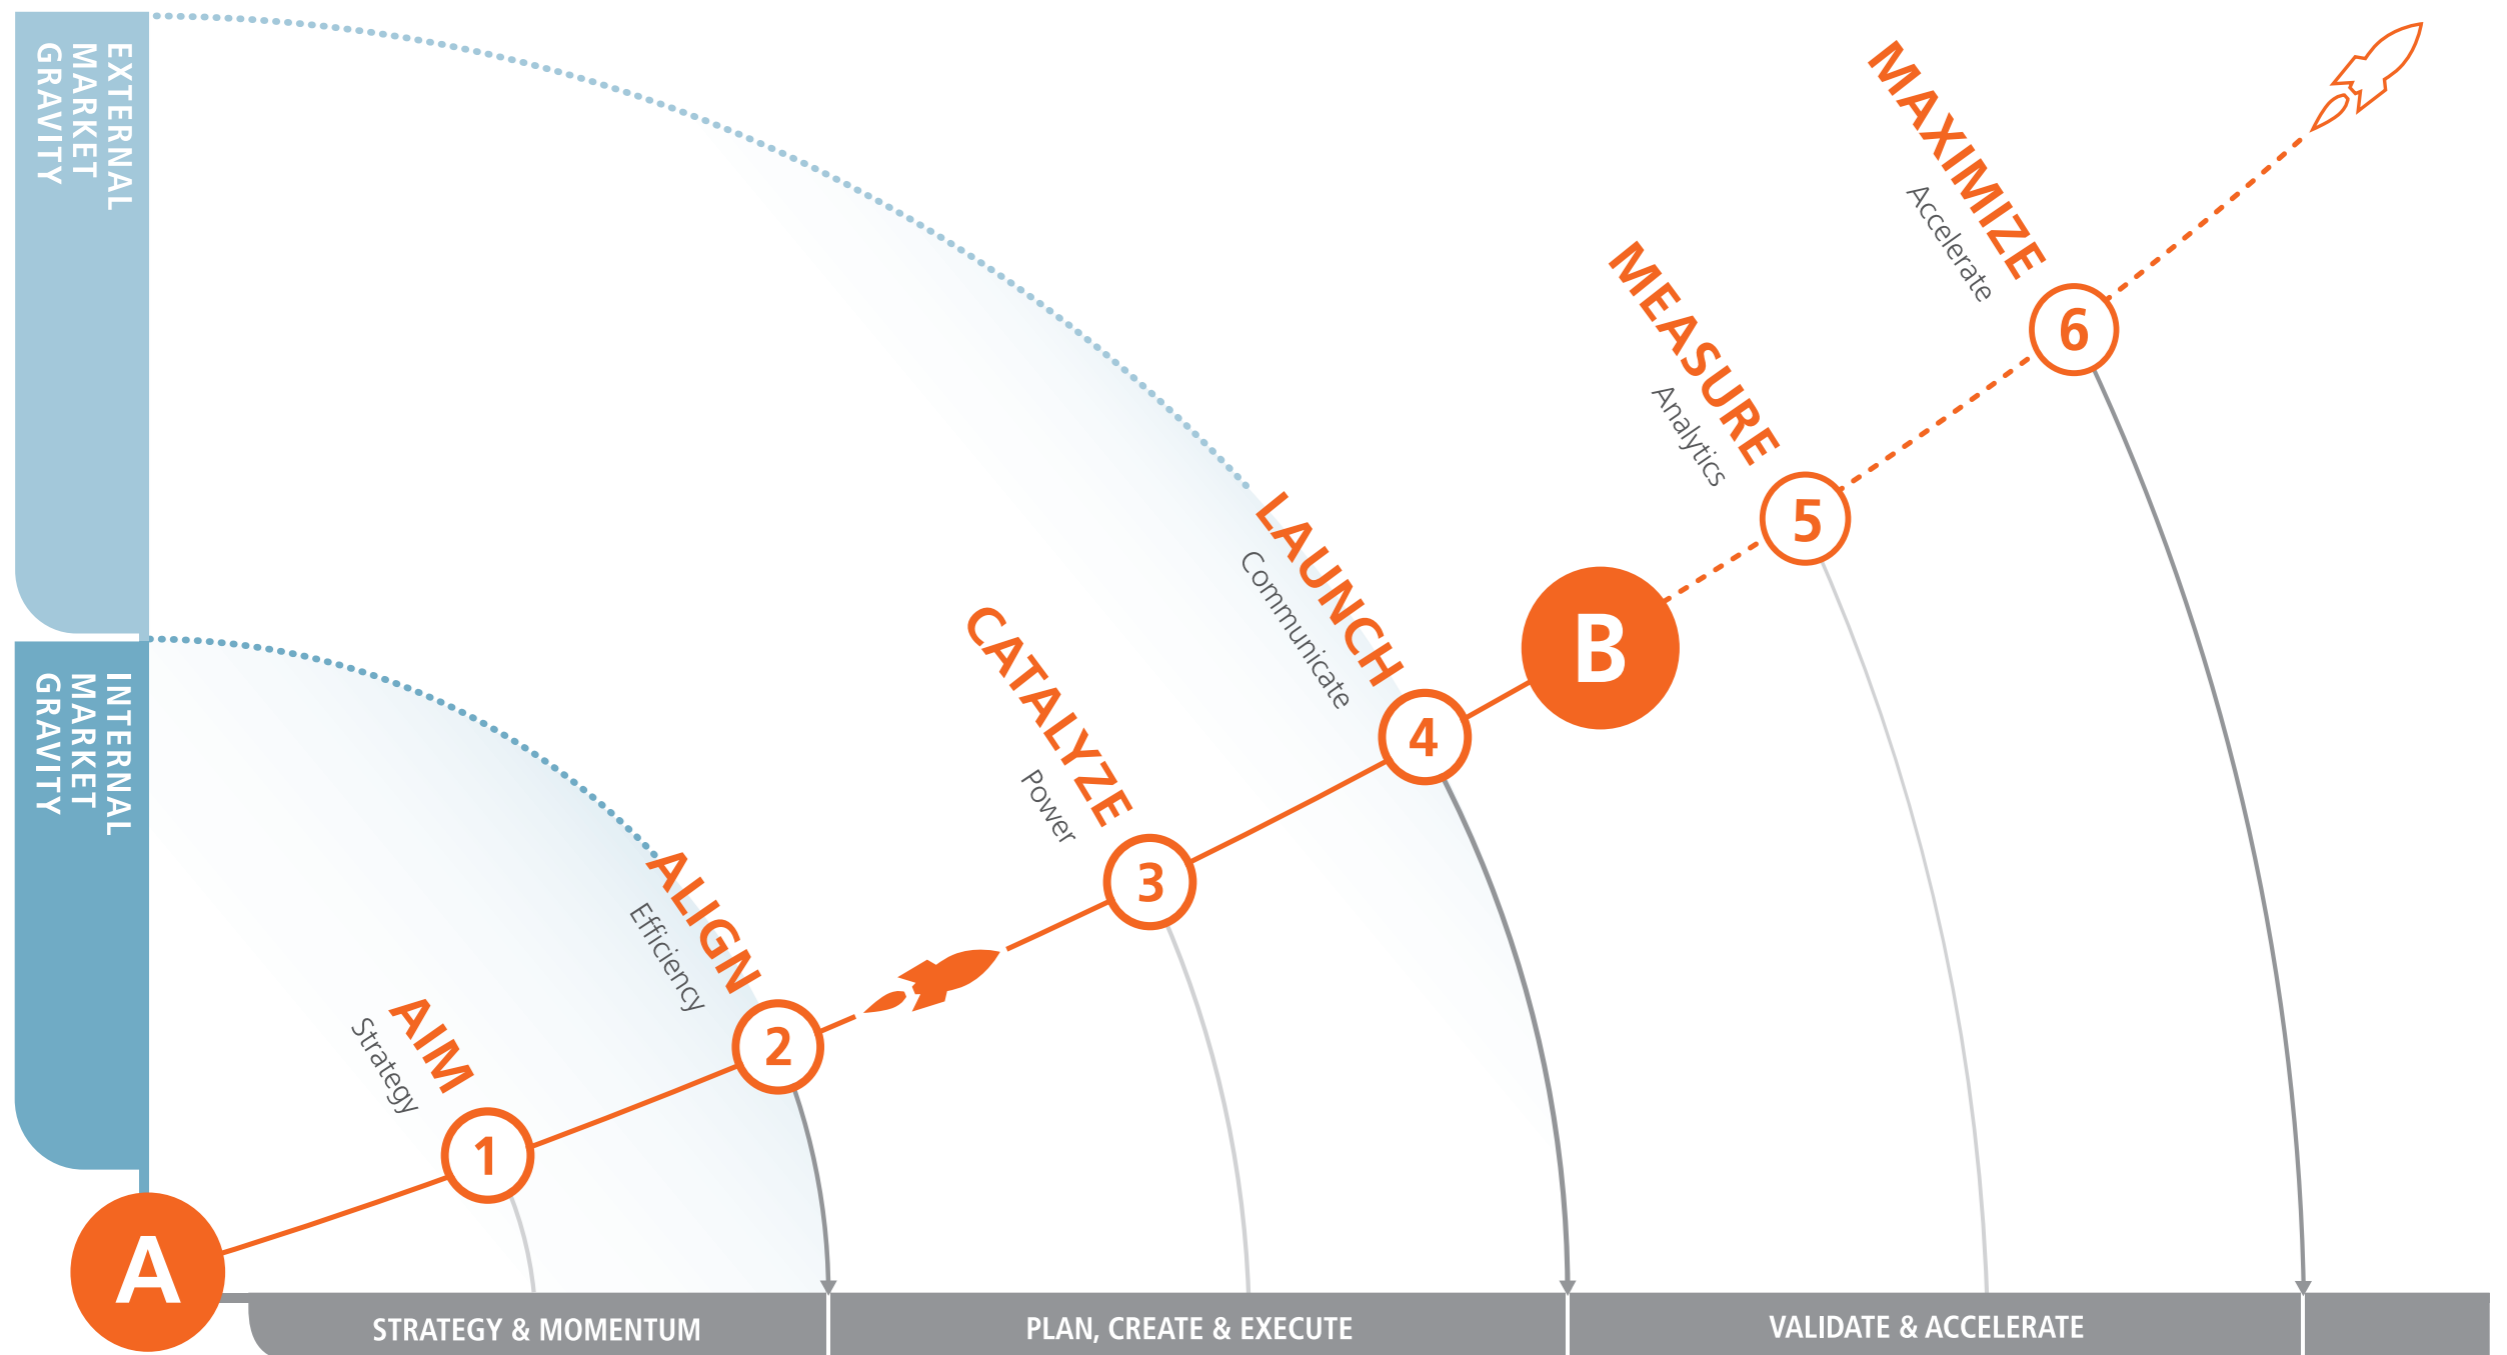 EXTERNAL
MARKET
GRAVITY
INTERNAL
MARKET
GRAVITY
A
AIM
Strategy
1
ALIGN
Efficiency
2
CATALYZE
Power
3
LAUNCH
Communicate
4
B
MEASURE
Analytics
5
MAXIMIZE
Accelerate
6
STRATEGY & MOMENTUM
PLAN, CREATE & EXECUTE
VALIDATE & ACCELERATE